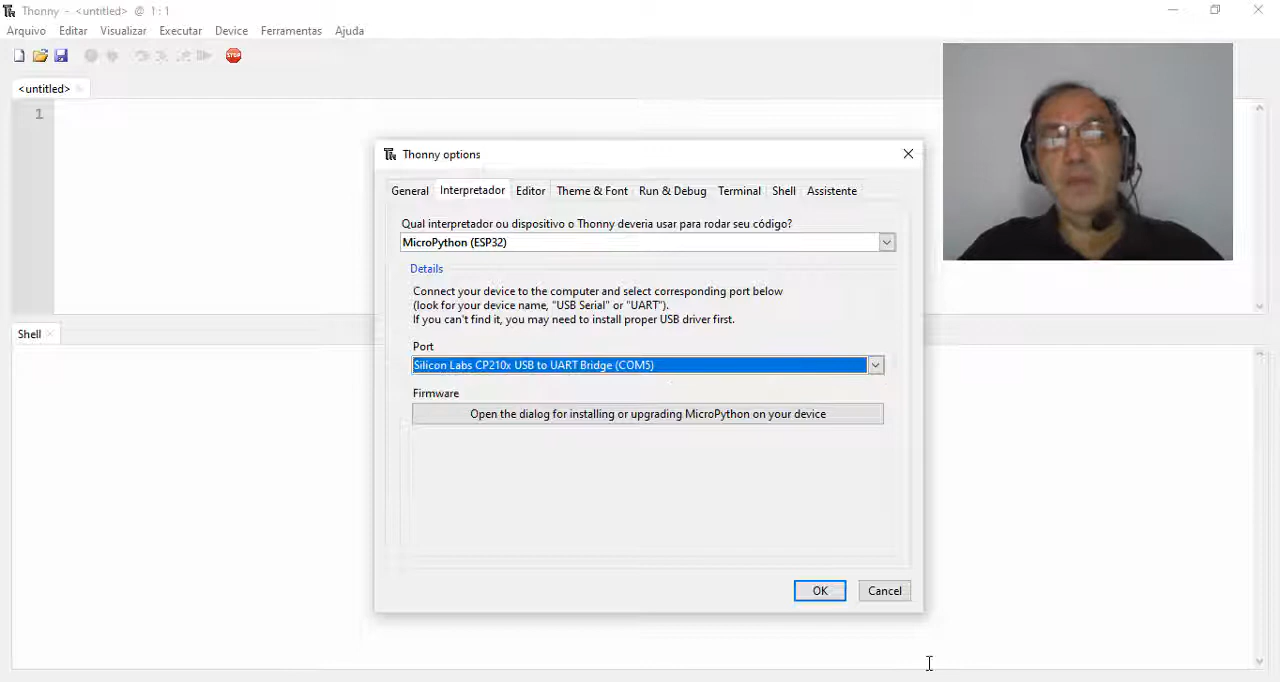 Thonny - <untitled> @ 1:1
Arquivo Editar Visualizar Executar Device Ferramentas Ajuda
STOP
<untitled>
1
Thonny options
General Interpretador Editor Theme & Font Run & Debug Terminal Shell Assistente
Qual interpretador ou dispositivo o Thonny deveria usar para rodar seu código?
MicroPython (ESP32)
Details
Connect your device to the computer and select corresponding port below
(look for your device name, "USB Serial" or "UART").
If you can't find it, you may need to install proper USB driver first.
Shell
Port
Silicon Labs CP210x USB to UART Bridge (COM5)
Firmware
Open the dialog for installing or upgrading MicroPython on your device
OK Cancel